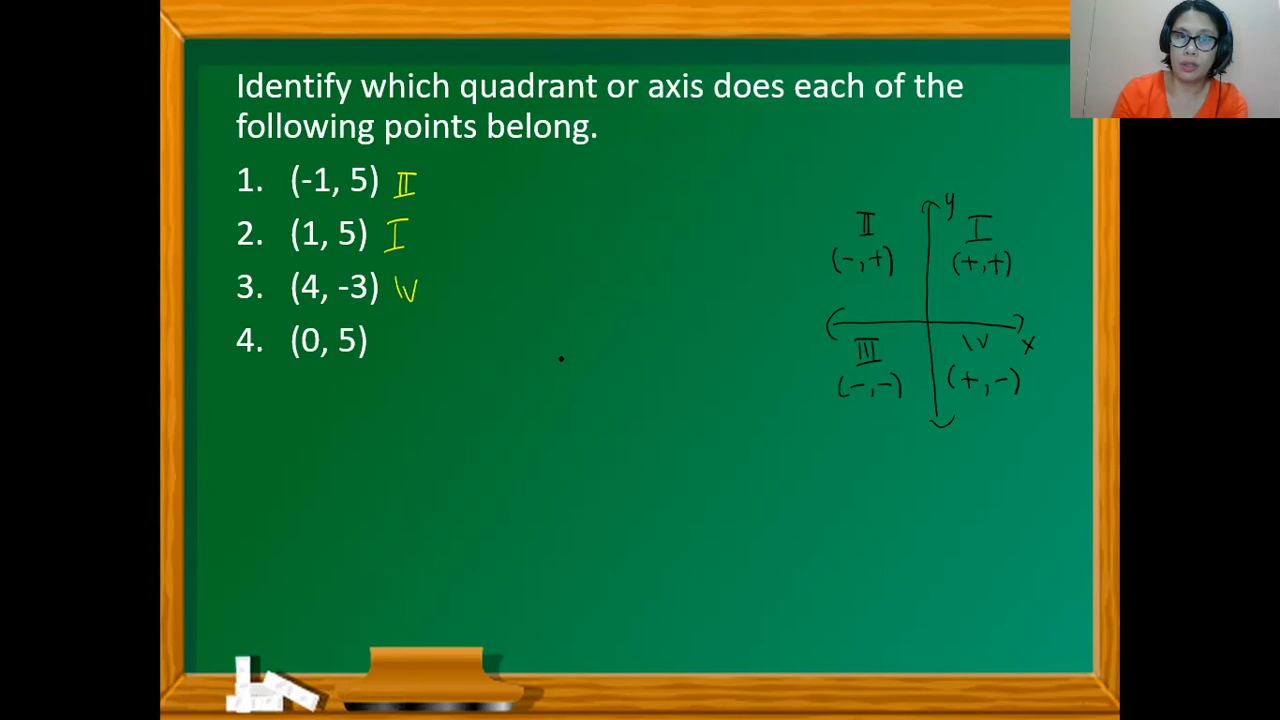 Identify which quadrant or axis does each of the
following points belong.
1. (-1, 5) II
2. (1, 5) I
3. (4, -3) IV
4. (0, 5)
y
II I
(-,+) (+,+)
III IV x
(-,-) (+,-)